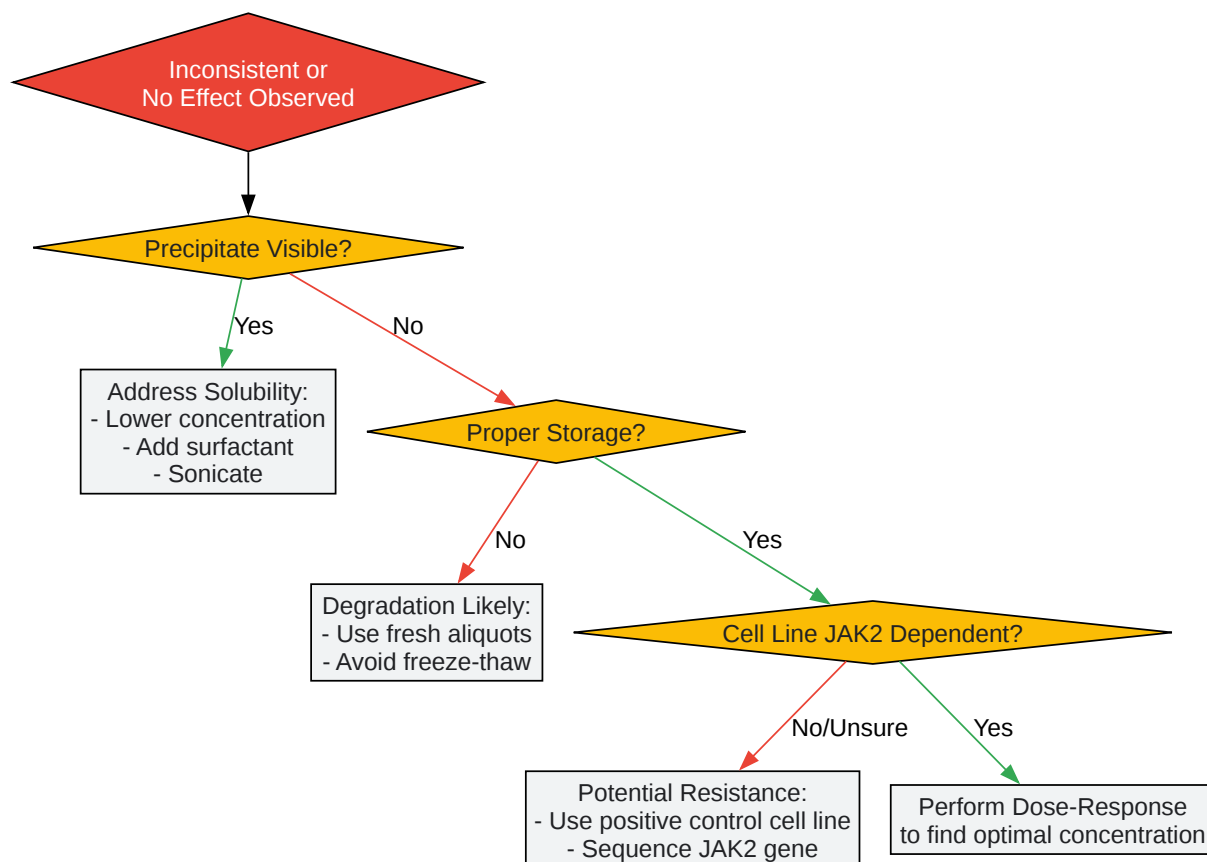 Inconsistent or
No Effect Observed
Precipitate Visible?
Yes
No
Address Solubility:
- Lower concentration
- Add surfactant
- Sonicate
Proper Storage?
No
Yes
Degradation Likely:
- Use fresh aliquots
- Avoid freeze-thaw
Cell Line JAK2 Dependent?
No/Unsure
Yes
Potential Resistance:
- Use positive control cell line
- Sequence JAK2 gene
Perform Dose-Response
to find optimal concentration